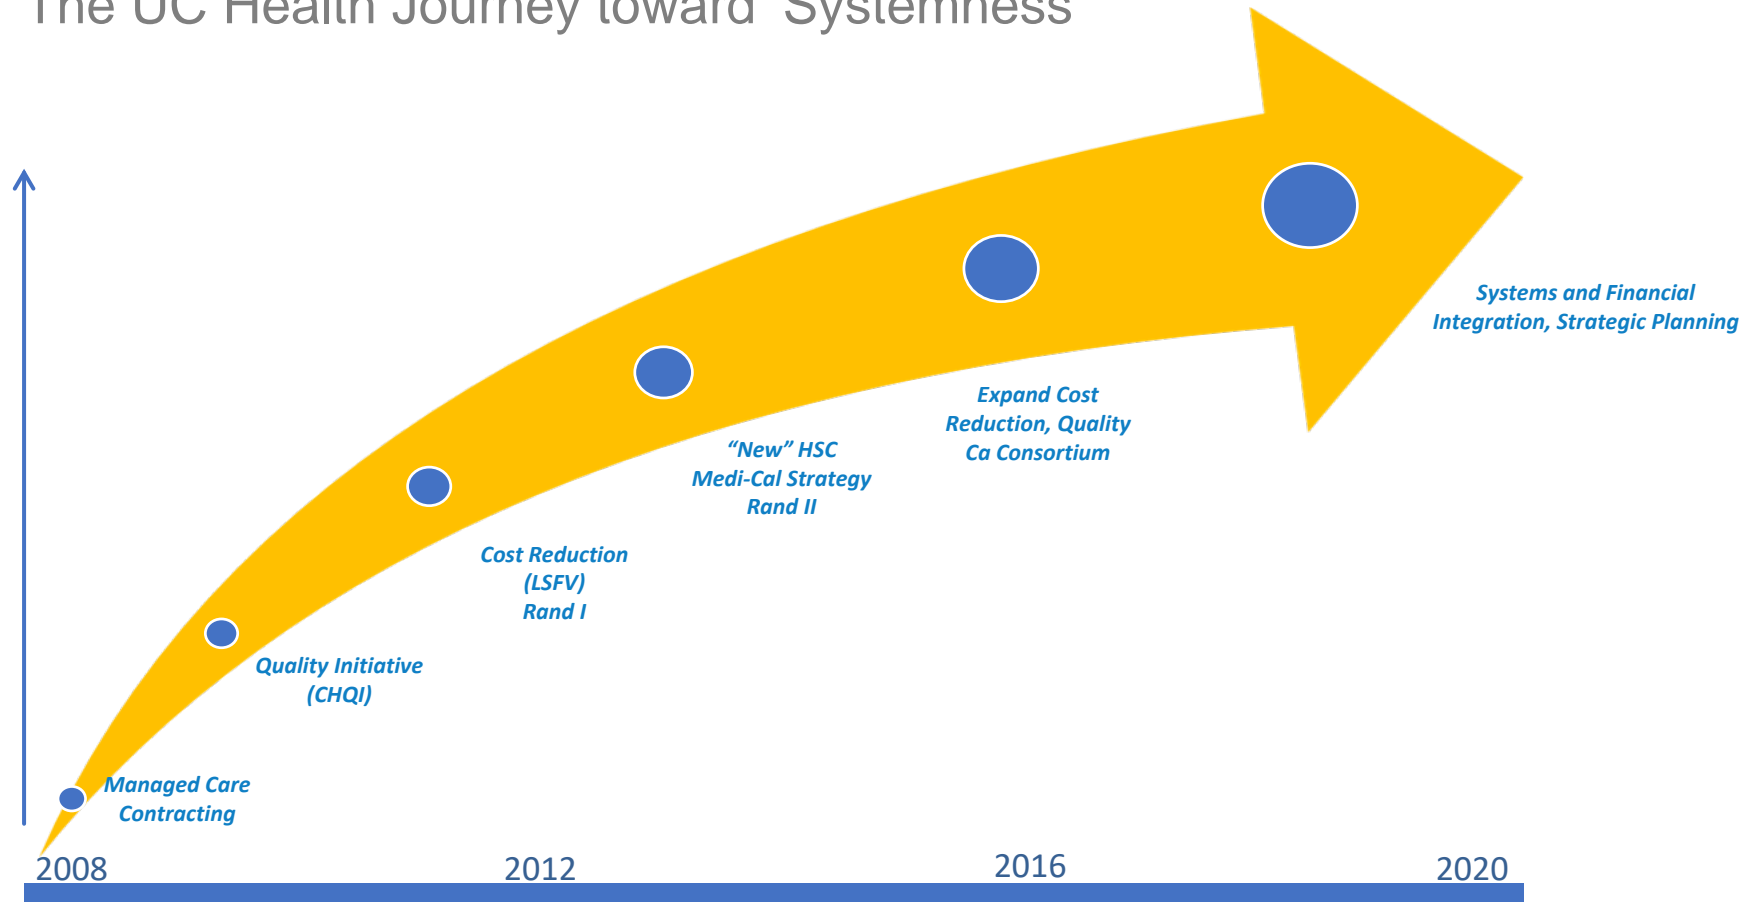 The UC Health Journey toward "Systemness"
Systems and Financial
Integration, Strategic Planning
Expand Cost
Reduction, Quality
Ca Consortium
“New” HSC
Medi-Cal Strategy
Rand II
Cost Reduction
(LSFV)
Rand I
Quality Initiative
(CHQI)
Managed Care
Contracting
2008
2012
2016
2020